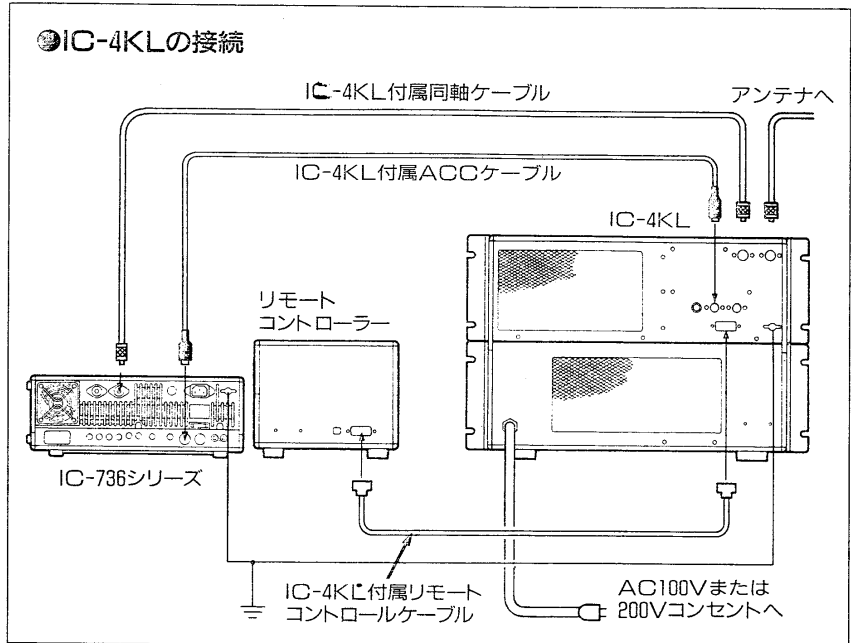 ●IC-4KLの接続
IC-4KL付属同軸ケーブル
アンテナへ
IC-4KL付属ACCケーブル
IC-4KL
リモート
コントローラー
IC-736シリーズ
IC-4KL付属リモート
コントロールケーブル
AC100Vまたは
200Vコンセントへ